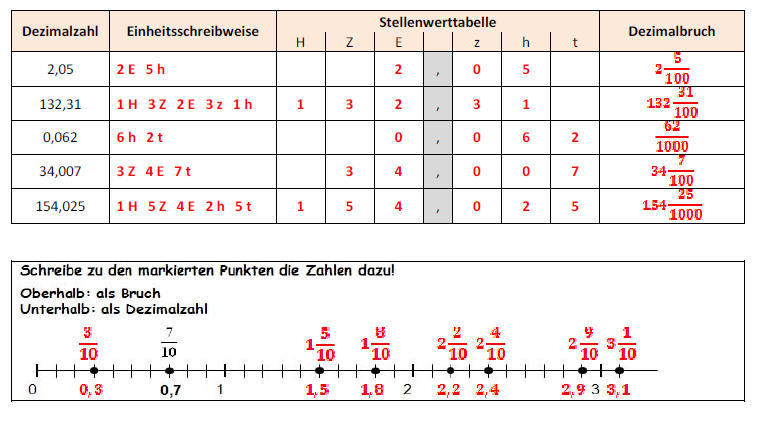 Dezimalzahl Einheitsschreibweise Stellenwerttabelle Dezimalbruch
H Z E , z h t
2,05 2 E 5 h 2 , 0 5 2 5/100
132,31 1 H 3 Z 2 E 3 z 1 h 1 3 2 , 3 1 132 31/100
0,062 6 h 2 t 0 , 0 6 2 62/1000
34,007 3 Z 4 E 7 t 3 4 , 0 0 7 34 7/100
154,025 1 H 5 Z 4 E 2 h 5 t 1 5 4 , 0 2 5 154 25/1000
Schreibe zu den markierten Punkten die Zahlen dazu!
Oberhalb: als Bruch
Unterhalb: als Dezimalzahl
3/10 7/10 1 5/10 1 8/10 2 2/10 2 4/10 2 9/10 3 1/10
0 0,3 0,7 1 1,5 1,8 2 2,2 2,4 2,9 3 3,1